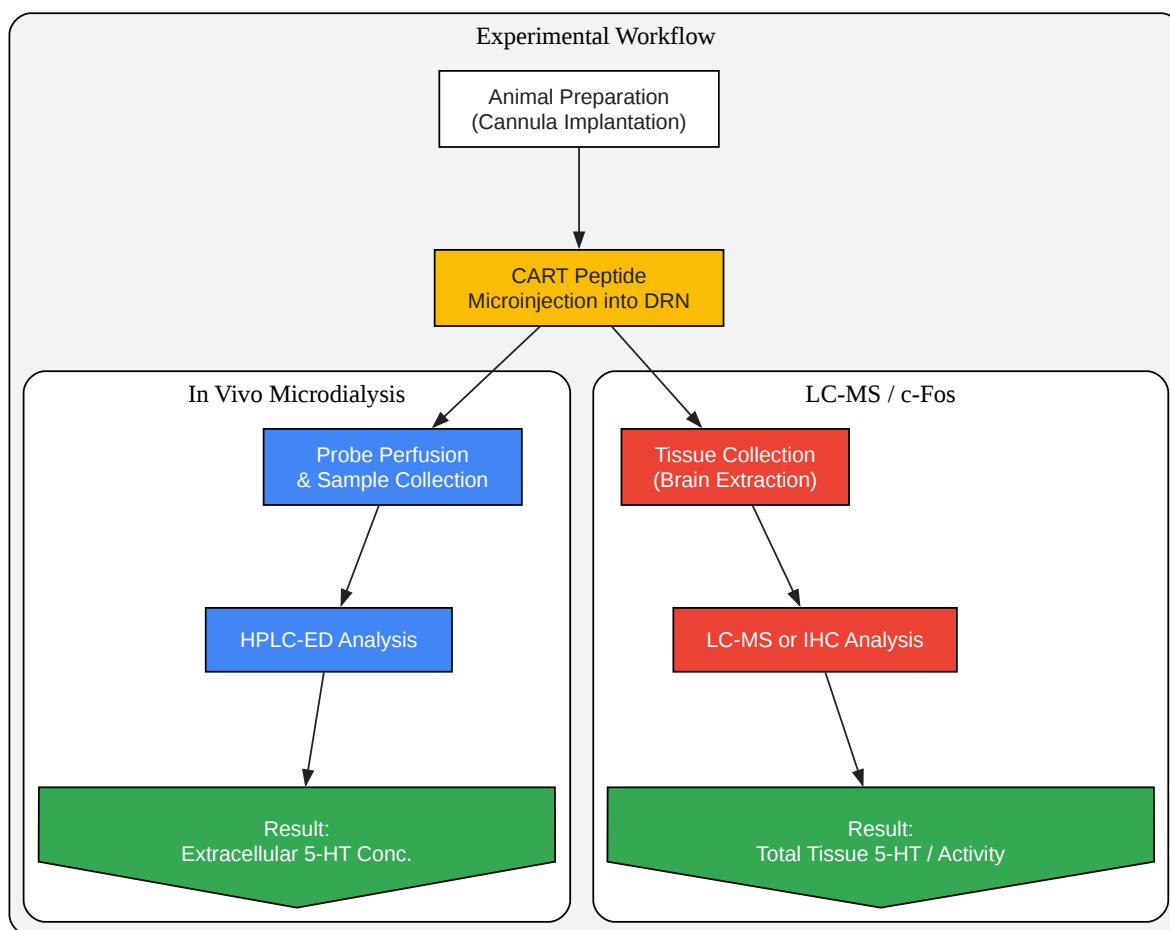 Experimental Workflow
Animal Preparation
(Cannula Implantation)
CART Peptide
Microinjection into DRN
In Vivo Microdialysis
Probe Perfusion
& Sample Collection
HPLC-ED Analysis
Result:
Extracellular 5-HT Conc.
LC-MS / c-Fos
Tissue Collection
(Brain Extraction)
LC-MS or IHC Analysis
Result:
Total Tissue 5-HT / Activity